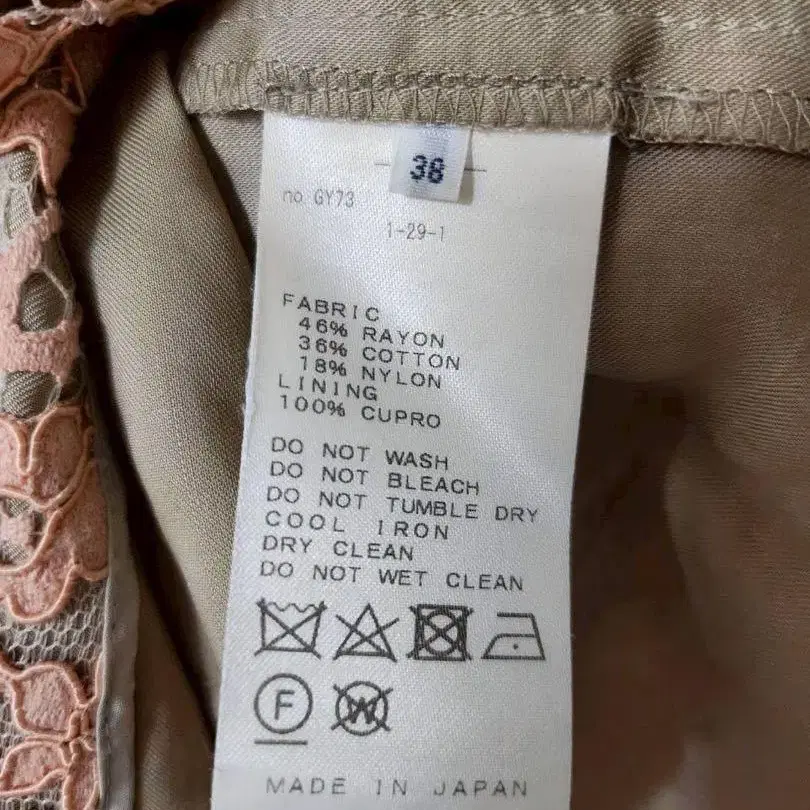 38
no GY73
1-29-1
FABRIC
46% RAYON
36% COTTON
18% NYLON
LINING
100% CUPRO
DO NOT WASH
DO NOT BLEACH
DO NOT TUMBLE DRY
COOL IRON
DRY CLEAN
DO NOT WET CLEAN
F W
MADE IN JAPAN